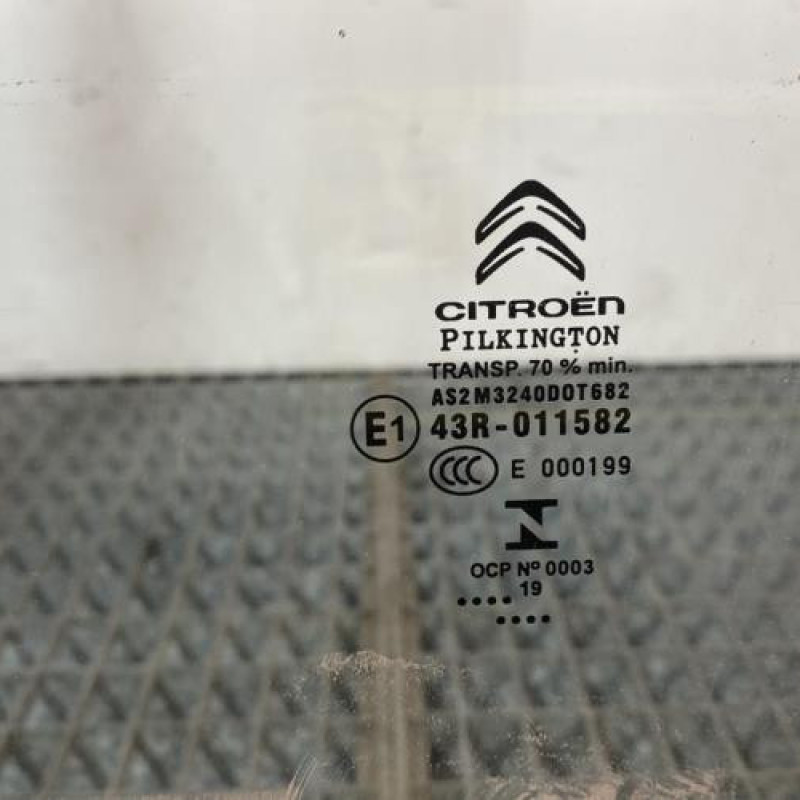 CITROËN
PILKINGTON
TRANSP. 70 % min.
AS2M3240DOT682
E1 43R-011582
CCC E 000199
N
OCP Nº 0003
19